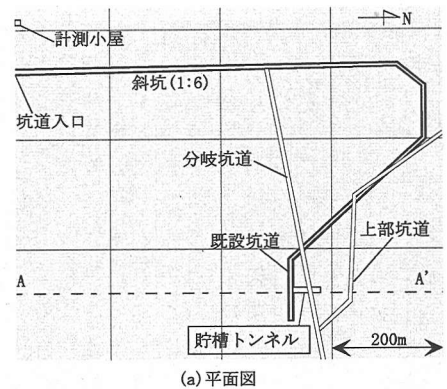 N
計測小屋
斜坑(1:6)
坑道入口
分岐坑道
既設坑道
上部坑道
A
A'
貯槽トンネル
200m
(a)平面図